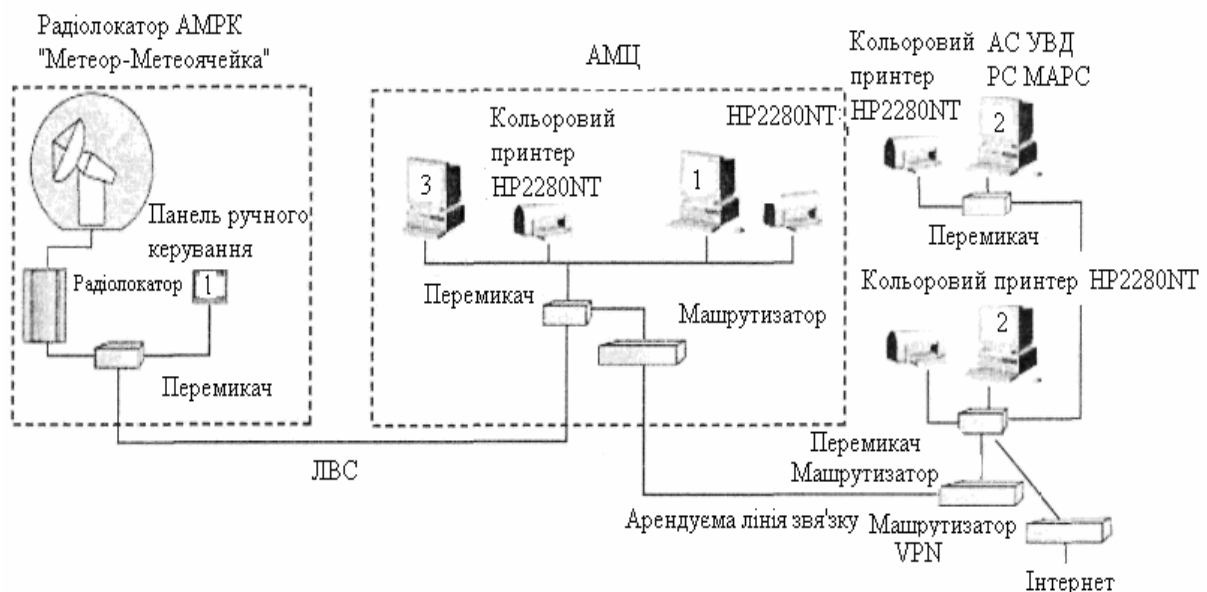 Радіолокатор АМРК
"Метеор-Метеоячейка"
Панель ручного
керування
Радіолокатор
1
Перемикач
ЛВС
АМЦ
3
Кольоровий
принтер
HP2280NT
1
HP2280NT
Перемикач
Машрутизатор
Кольоровий
принтер
HP2280NT
АС УВД
РС МАРС
2
Перемикач
Кольоровий принтер HP2280NT
2
Перемикач
Машрутизатор
Арендуема лінія звя'зку
Машрутизатор
VPN
Інтернет